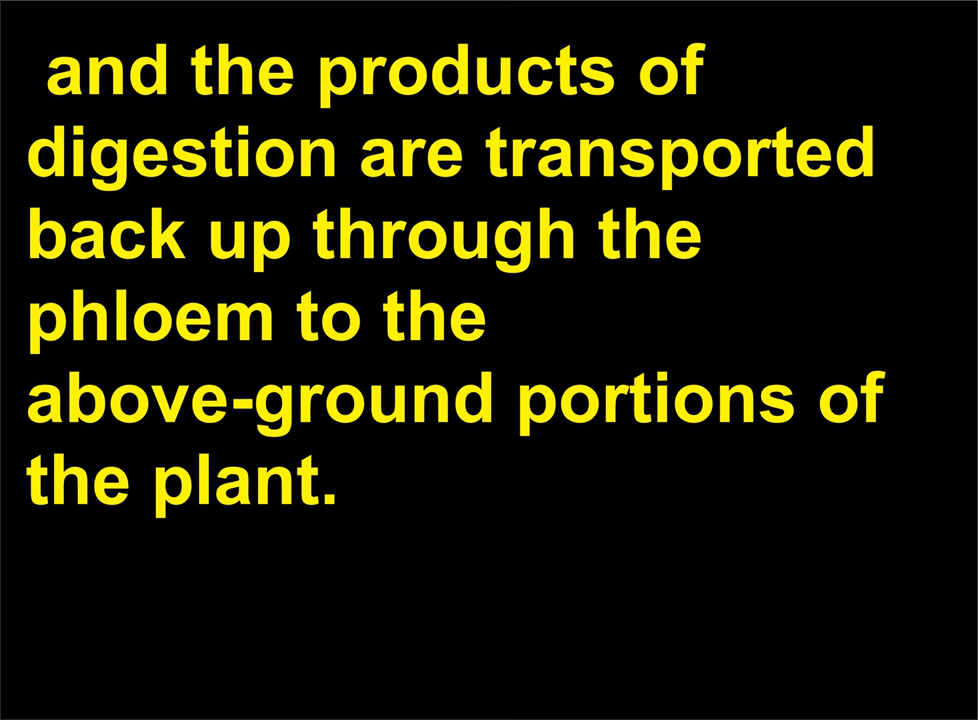 and the products of
digestion are transported
back up through the
phloem to the
above-ground portions of
the plant.